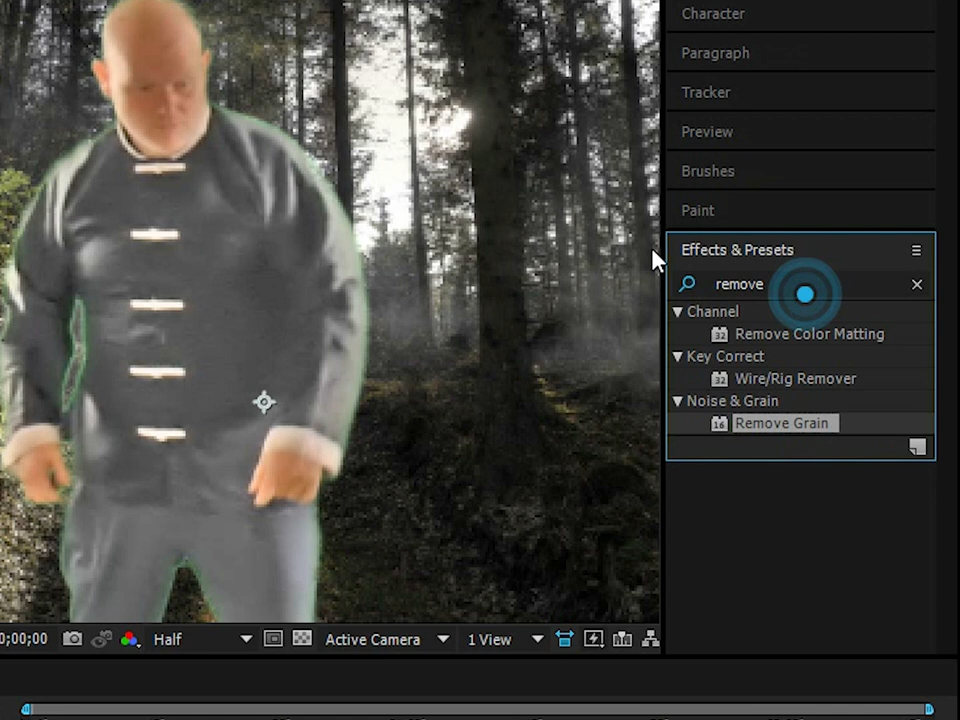 Character
Paragraph
Tracker
Preview
Brushes
Paint
Effects & Presets
remove
Channel
32 Remove Color Matting
Key Correct
32 Wire/Rig Remover
Noise & Grain
16 Remove Grain
0;00;00 Half Active Camera 1 View